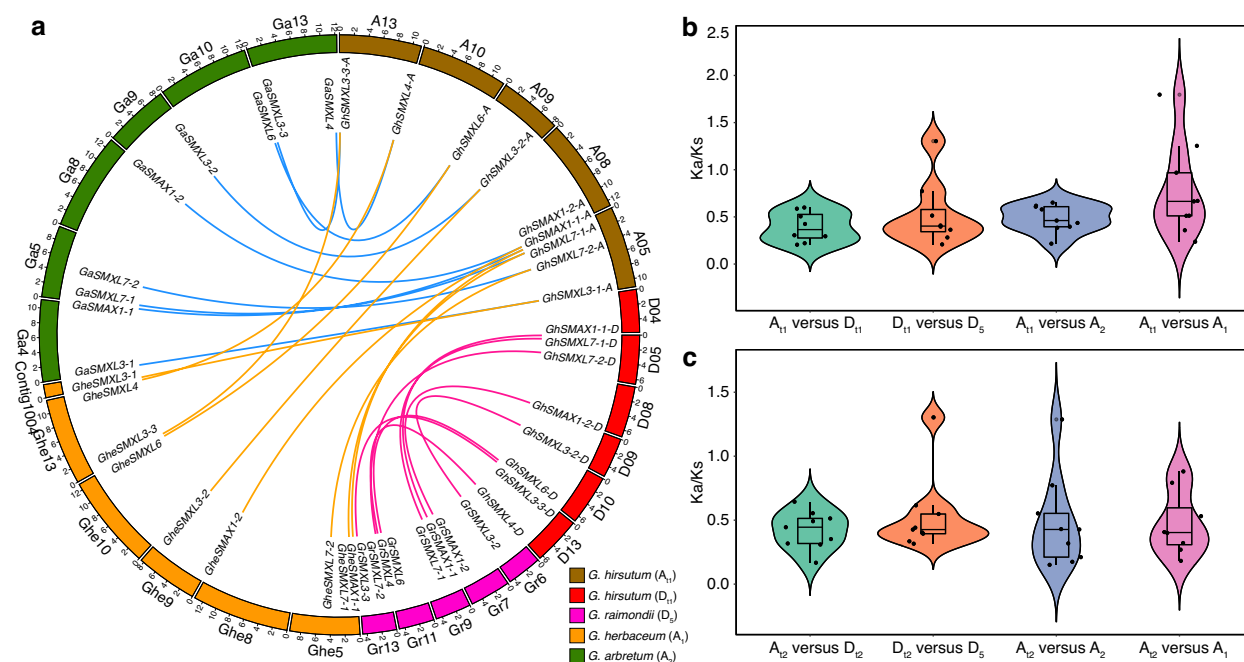 a
Ga13
A13
Ga10
A10
Ga9
A09
Ga8
A08
Ga5
A05
Ga4
D04
Contig1004
D05
Ghe13
D08
D09
Ghe10
D10
Ghe9
D13
Ghe8
Gr6
Ghe5
Gr13
Gr11
Gr9
Gr7
GaSMXL3-3
GaSMXL6
GaSMXL4
GhSMXL3-3-A
GhSMXL4-A
GhSMXL6-A
GhSMXL3-2-A
GaSMXL3-2
GaSMAX1-2
GhSMAX1-2-A
GhSMAX1-1-A
GhSMXL7-1-A
GhSMXL7-2-A
GhSMXL3-1-A
GaSMXL7-2
GaSMXL7-1
GaSMAX1-1
GaSMXL3-1
GheSMXL3-1
GheSMXL4
GhSMAX1-1-D
GhSMXL7-1-D
GhSMXL7-2-D
GhSMAX1-2-D
GhSMXL3-2-D
GhSMXL6-D
GhSMXL3-3-D
GhSMXL4-D
GheSMXL3-3
GheSMXL6
GheSMXL3-2
GheSMAX1-2
GheSMXL7-2
GheSMXL7-1
GheSMAX1-1
GrSMXL3-3
GrSMXL7-2
GrSMXL4
GrSMXL6
GrSMXL7-1
GrSMAX1-1
GrSMAX1-2
GrSMXL3-2
G. hirsutum (At1)
G. hirsutum (Dt1)
G. raimondii (D5)
G. herbaceum (A1)
G. arbretum (A2)
b
Ka/Ks
2.5
2.0
1.5
1.0
0.5
0.0
At1 versus Dt1 Dt1 versus D5 At1 versus A2 At1 versus A1
c
Ka/Ks
1.5
1.0
0.5
0.0
At2 versus Dt2 Dt2 versus D5 At2 versus A2 At2 versus A1